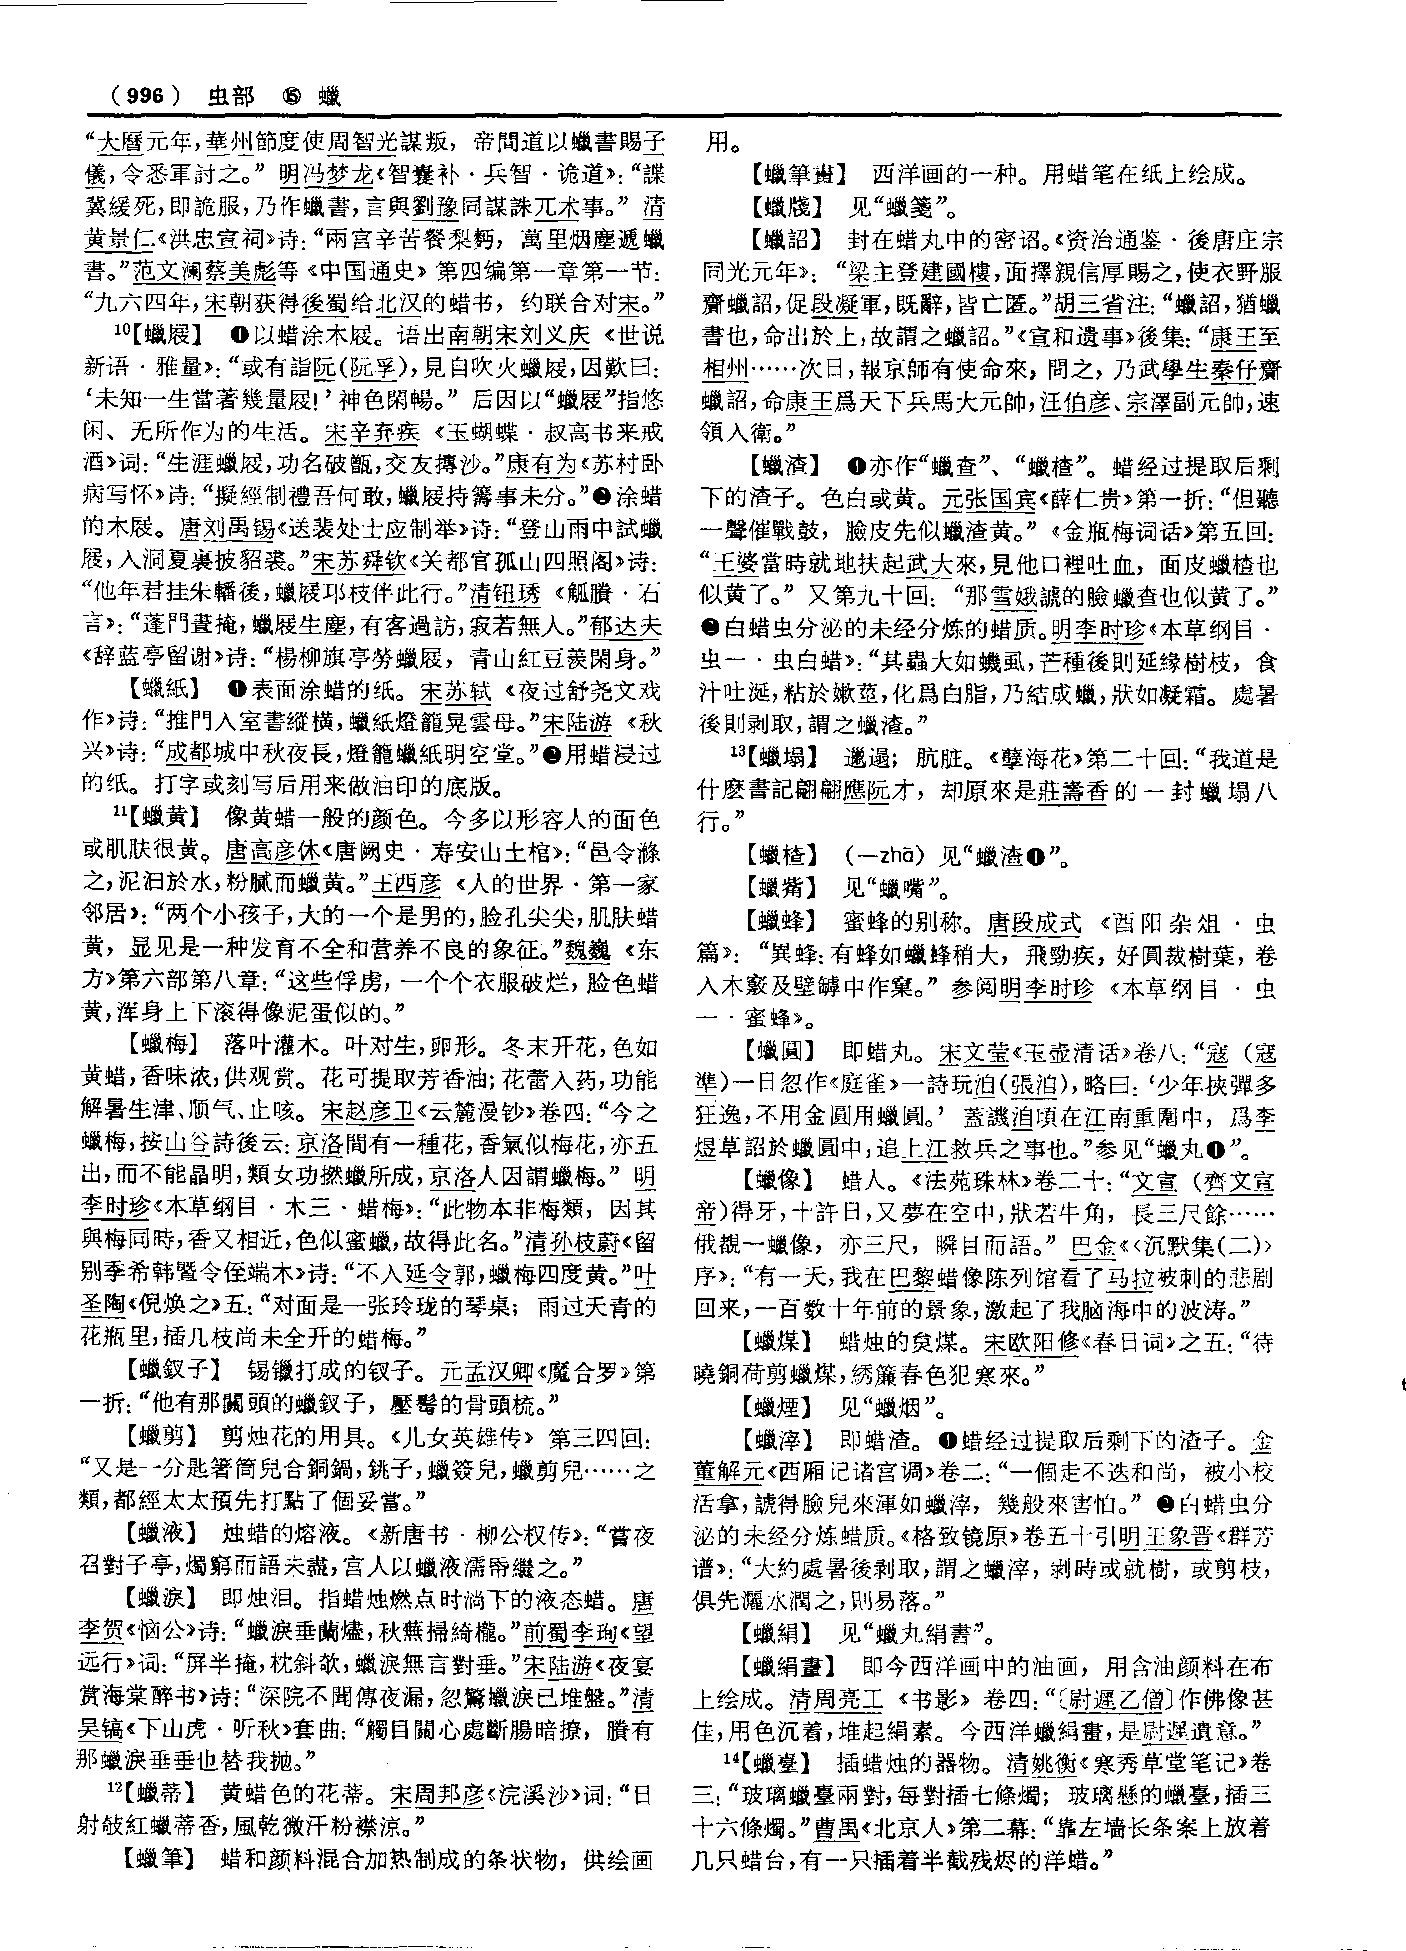 （996） 虫部 ⑮ 蠟
“大曆元年，華州節度使周智光謀叛，帝間道以蠟書賜子
儀，令悉軍討之。”明冯梦龙《智囊补·兵智·诡道》：“諜
冀緩死，即詭服，乃作蠟書，言與劉豫同謀誅兀术事。”清
黄景仁《洪忠宣祠》诗：“兩宫辛苦餐梨麪，萬里烟塵遞蠟
書。”范文澜蔡美彪等《中国通史》第四编第一章第一节：
“九六四年，宋朝获得後蜀给北汉的蜡书，约联合对宋。”
10【蠟屐】 ❶以蜡涂木屐。语出南朝宋刘义庆《世说
新语·雅量》：“或有詣阮（阮孚），見自吹火蠟屐，因歎曰：
‘未知一生當著幾量屐！’神色閑暢。”后因以“蠟屐”指悠
闲、无所作为的生活。宋辛弃疾《玉蝴蝶·叔高书来戒
酒》词：“生涯蠟屐，功名破甑，交友摶沙。”康有为《苏村卧
病写怀》诗：“擬經制禮吾何敢，蠟屐持籌事未分。”❷涂蜡
的木屐。唐刘禹锡《送裴处士应制举》诗：“登山雨中試蠟
屐，入洞夏裏披貂裘。”宋苏舜钦《关都官孤山四照阁》诗：
“他年君挂朱轓後，蠟屐邛枝伴此行。”清钮琇《觚賸·石
言》：“蓬門晝掩，蠟屐生塵，有客過訪，寂若無人。”郁达夫
《辞蓝亭留谢》诗：“楊柳旗亭勞蠟屐，青山紅豆羨閑身。”
【蠟紙】 ❶表面涂蜡的纸。宋苏轼《夜过舒尧文戏
作》诗：“推門入室書縱横，蠟紙燈籠晃雲母。”宋陆游《秋
兴》诗：“成都城中秋夜長，燈籠蠟紙明空堂。”❷用蜡浸过
的纸。打字或刻写后用来做油印的底版。
11【蠟黄】 像黄蜡一般的颜色。今多以形容人的面色
或肌肤很黄。唐高彦休《唐阙史·寿安山土棺》：“邑令滌
之，泥汩於水，粉膩而蠟黄。”王西彦《人的世界·第一家
邻居》：“两个小孩子，大的一个是男的，脸孔尖尖，肌肤蜡
黄，显见是一种发育不全和营养不良的象征。”魏巍《东
方》第六部第八章：“这些俘虏，一个个衣服破烂，脸色蜡
黄，浑身上下滚得像泥蛋似的。”
【蠟梅】 落叶灌木。叶对生，卵形。冬末开花，色如
黄蜡，香味浓，供观赏。花可提取芳香油；花蕾入药，功能
解暑生津、顺气、止咳。宋赵彦卫《云麓漫钞》卷四：“今之
蠟梅，按山谷詩後云：京洛間有一種花，香氣似梅花，亦五
出，而不能晶明，類女功撚蠟所成，京洛人因謂蠟梅。”明
李时珍《本草纲目·木三·蜡梅》：“此物本非梅類，因其
與梅同時，香又相近，色似蜜蠟，故得此名。”清孙枝蔚《留
别季希韩暨令侄端木》诗：“不入延令郭，蠟梅四度黄。”叶
圣陶《倪焕之》五：“对面是一张玲珑的琴桌；雨过天青的
花瓶里，插几枝尚未全开的蜡梅。”
【蠟釵子】 锡镴打成的钗子。元孟汉卿《魔合罗》第
一折：“他有那鬭頭的蠟釵子，壓髩的骨頭梳。”
【蠟剪】 剪烛花的用具。《儿女英雄传》第三四回：
“又是一分匙箸筒兒合銅鍋，銚子，蠟簽兒，蠟剪兒……之
類，都經太太預先打點了個妥當。”
【蠟液】 烛蜡的熔液。《新唐书·柳公权传》：“嘗夜
召對子亭，燭窮而語未盡，宫人以蠟液濡帋繼之。”
【蠟淚】 即烛泪。指蜡烛燃点时淌下的液态蜡。唐
李贺《恼公》诗：“蠟淚垂蘭燼，秋蕪掃綺櫳。”前蜀李珣《望
远行》词：“屏半掩，枕斜欹，蠟淚無言對垂。”宋陆游《夜宴
赏海棠醉书》诗：“深院不聞傳夜漏，忽驚蠟淚已堆盤。”清
吴镐《下山虎·听秋》套曲：“觸目關心處斷腸暗撩，賸有
那蠟淚垂垂也替我抛。”
12【蠟蒂】 黄蜡色的花蒂。宋周邦彦《浣溪沙》词：“日
射攲紅蠟蒂香，風乾微汗粉襟涼。”
【蠟筆】 蜡和颜料混合加热制成的条状物，供绘画
用。
【蠟筆畫】 西洋画的一种。用蜡笔在纸上绘成。
【蠟牋】 见“蠟箋”。
【蠟詔】 封在蜡丸中的密诏。《资治通鉴·後唐庄宗
同光元年》：“梁主登建國樓，面擇親信厚賜之，使衣野服
齎蠟詔，促段凝軍，既辭，皆亡匿。”胡三省注：“蠟詔，猶蠟
書也，命出於上，故謂之蠟詔。”《宣和遗事》後集：“康王至
相州……次日，報京師有使命來，問之，乃武學生秦仔齎
蠟詔，命康王爲天下兵馬大元帥，汪伯彦、宗澤副元帥，速
領入衛。”
【蠟渣】 ❶亦作“蠟查”、“蠟楂”。蜡经过提取后剩
下的渣子。色白或黄。元张国宾《薛仁贵》第一折：“但聽
一聲催戰鼓，臉皮先似蠟渣黄。”《金瓶梅词话》第五回：
“王婆當時就地扶起武大來，見他口裡吐血，面皮蠟楂也
似黄了。”又第九十回：“那雪娥諕的臉蠟查也似黄了。”
❷白蜡虫分泌的未经分炼的蜡质。明李时珍《本草纲目·
虫一·虫白蜡》：“其蟲大如蟣虱，芒種後則延緣樹枝，食
汁吐涎，粘於嫩莖，化爲白脂，乃結成蠟，狀如凝霜。處暑
後則剥取，謂之蠟渣。”
13【蠟塌】 邋遢；肮脏。《孽海花》第二十回：“我道是
什麽書記翩翩應阮才，却原來是莊壽香的一封蠟塌八
行。”
【蠟楂】 （—zhā）见“蠟渣❶”。
【蠟觜】 见“蠟嘴”。
【蠟蜂】 蜜蜂的别称。唐段成式《酉阳杂俎·虫
篇》：“異蜂：有蜂如蠟蜂稍大，飛勁疾，好圓裁樹葉，卷
入木竅及壁罅中作窠。”参阅明李时珍《本草纲目·虫
一·蜜蜂》。
【蠟圓】 即蜡丸。宋文莹《玉壶清话》卷八：“寇（寇
準）一日忽作《庭雀》一詩玩泊（張洎），略曰：‘少年挾彈多
狂逸，不用金圓用蠟圓。’蓋譏洎頃在江南重圍中，爲李
煜草詔於蠟圓中，追上江救兵之事也。”参见“蠟丸❶”。
【蠟像】 蜡人。《法苑珠林》卷二十：“文宣（齊文宣
帝）得牙，十許日，又夢在空中，狀若牛角，長三尺餘……
俄覩一蠟像，亦三尺，瞬目而語。”巴金《〈沉默集（二）〉
序》：“有一天，我在巴黎蜡像陈列馆看了马拉被刺的悲剧
回来，一百数十年前的景象，激起了我脑海中的波涛。”
【蠟煤】 蜡烛的炱煤。宋欧阳修《春日词》之五：“待
曉銅荷剪蠟煤，绣簾春色犯寒來。”
【蠟煙】 见“蠟烟”。
【蠟滓】 即蜡渣。❶蜡经过提取后剩下的渣子。金
董解元《西厢记诸宫调》卷二：“一個走不迭和尚，被小校
活拿，諕得臉兒來渾如蠟滓，幾般來害怕。”❷白蜡虫分
泌的未经分炼蜡质。《格致镜原》卷五十引明王象晋《群芳
谱》：“大約處暑後剥取，謂之蠟滓，剥時或就樹，或剪枝，
俱先灑水潤之，則易落。”
【蠟絹】 见“蠟丸絹書”。
【蠟絹畫】 即今西洋画中的油画，用含油颜料在布
上绘成。清周亮工《书影》卷四：“〔尉遲乙僧〕作佛像甚
佳，用色沉着，堆起絹素。今西洋蠟絹畫，是尉遲遺意。”
14【蠟臺】 插蜡烛的器物。清姚衡《寒秀草堂笔记》卷
三：“玻璃蠟臺兩對，每對插七條燭；玻璃懸的蠟臺，插三
十六條燭。”曹禺《北京人》第二幕：“靠左墙长条案上放着
几只蜡台，有一只插着半截残烬的洋蜡。”